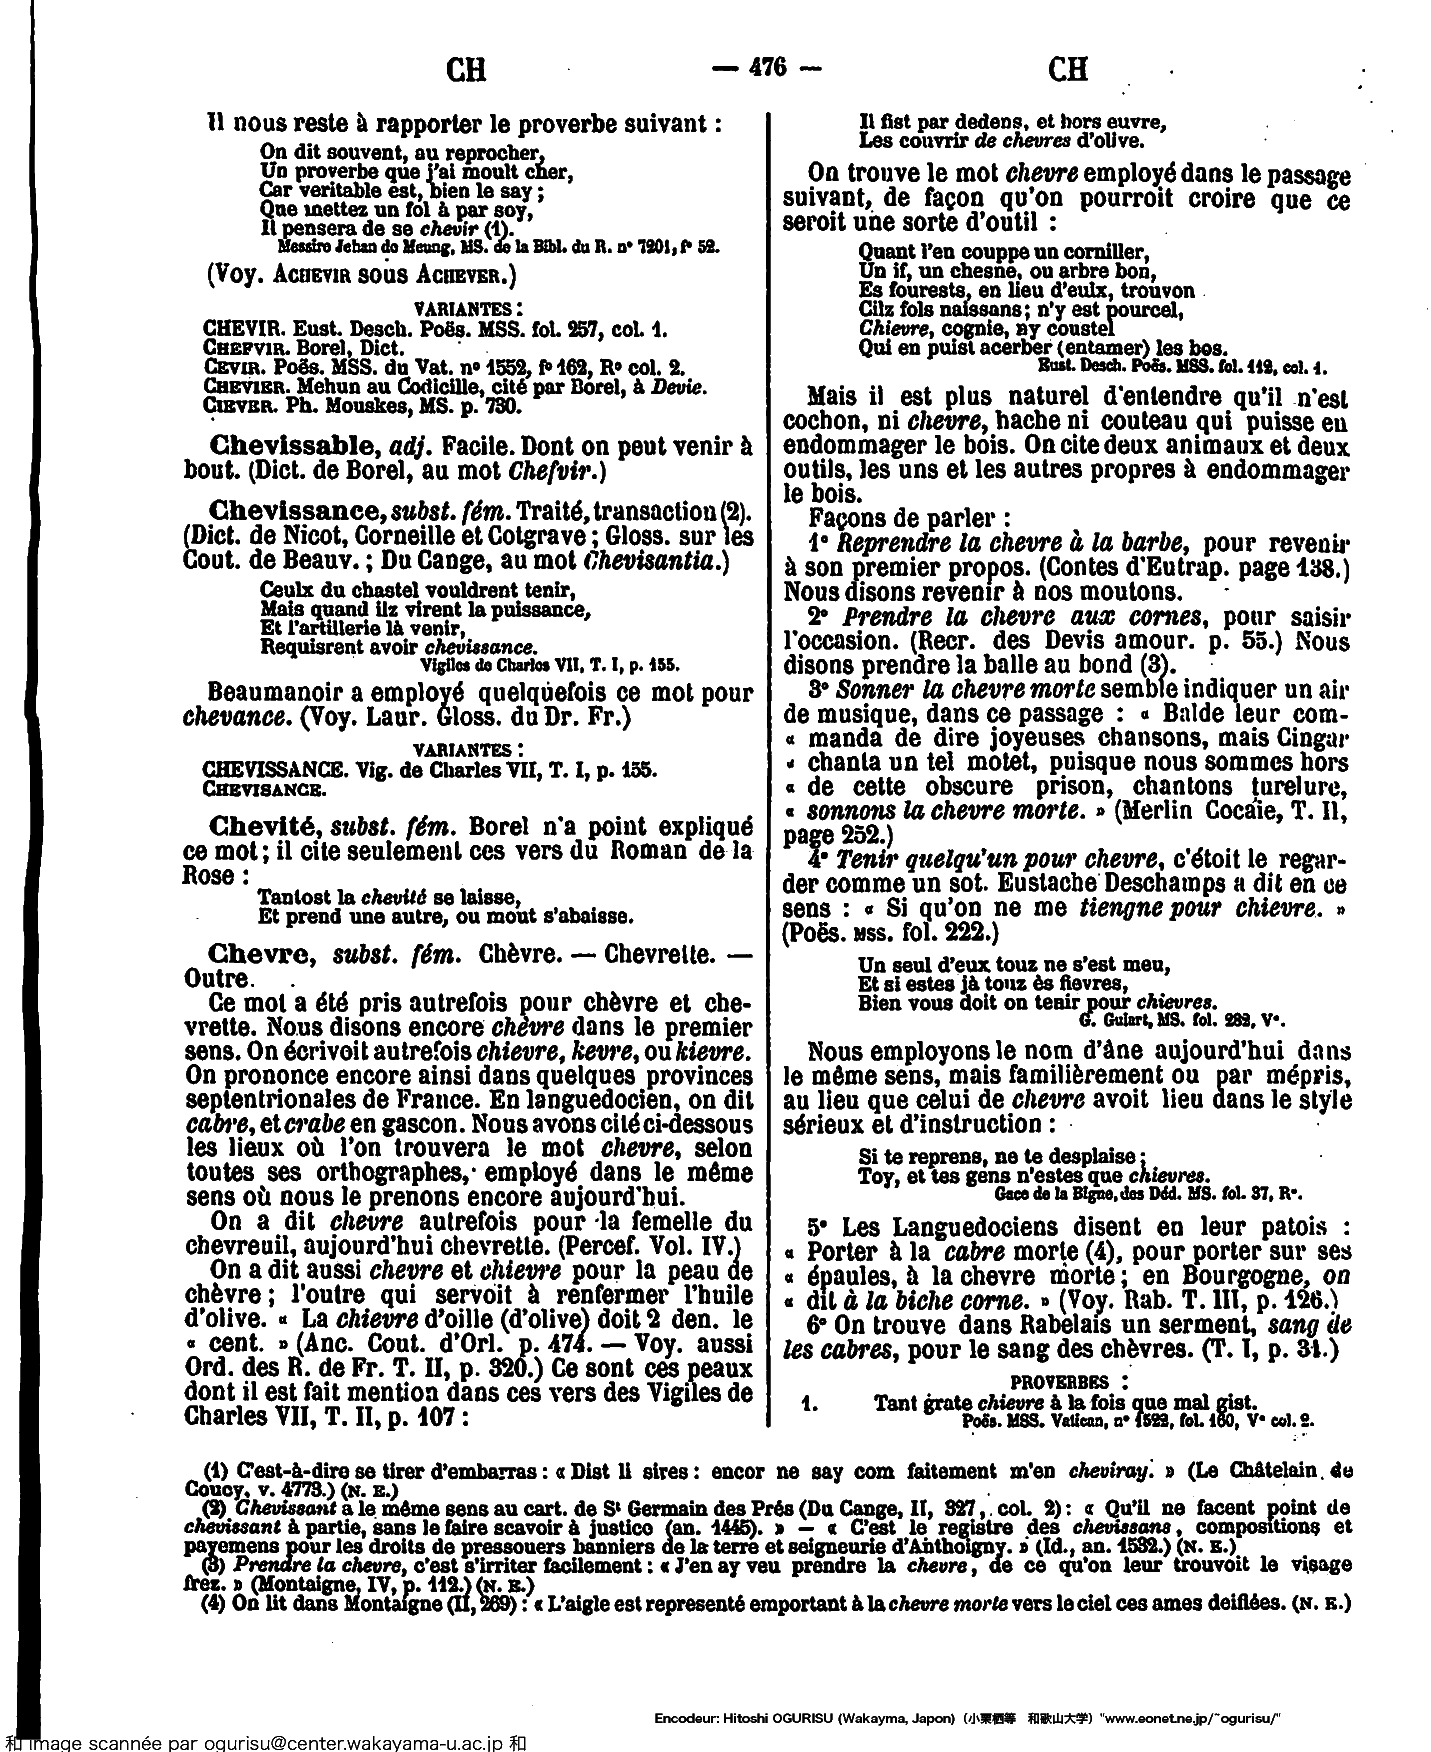 CH — 476 — CH
Il nous reste à rapporter le proverbe suivant :
On dit souvent, au reprocher,
Un proverbe que j'ai moult cher,
Car veritable est, bien le say ;
Que mettez un fol à par soy,
Il pensera de se chevir (1).
Messire Jehan de Meung, MS. de la Bibl. du R. n° 7201, f° 52.
(Voy. ACHEVIR sous ACHEVER.)
VARIANTES :
CHEVIR. Eust. Desch. Poës. MSS. fol. 257, col. 1.
CHEFVIR. Borel, Dict.
CEVIR. Poës. MSS. du Vat. n° 1552, f° 162, R° col. 2.
CHEVIER. Mehun au Codicille, cité par Borel, à Devie.
CIEVER. Ph. Mouskes, MS. p. 730.
Chevissable, adj. Facile. Dont on peut venir à
bout. (Dict. de Borel, au mot Chefvir.)
Chevissance, subst. fém. Traité, transaction (2).
(Dict. de Nicot, Corneille et Cotgrave ; Gloss. sur les
Cout. de Beauv. ; Du Cange, au mot Chevisantia.)
Ceulx du chastel vouldrent tenir,
Mais quand ilz virent la puissance,
Et l'artillerie là venir,
Requisrent avoir chevissance.
Vigiles de Charles VII, T. I, p. 155.
Beaumanoir a employé quelquefois ce mot pour
chevance. (Voy. Laur. Gloss. du Dr. Fr.)
VARIANTES :
CHEVISSANCE. Vig. de Charles VII, T. I, p. 155.
CHEVISANCE.
Chevité, subst. fém. Borel n'a point expliqué
ce mot ; il cite seulement ces vers du Roman de la
Rose :
Tantost la chevité se laisse,
Et prend une autre, ou mout s'abaisse.
Chevre, subst. fém. Chèvre. — Chevrette. —
Outre.
Ce mot a été pris autrefois pour chèvre et che-
vrette. Nous disons encore chèvre dans le premier
sens. On écrivoit autrefois chievre, kevre, ou kievre.
On prononce encore ainsi dans quelques provinces
septentrionales de France. En languedocien, on dit
cabre, et crabe en gascon. Nous avons cité ci-dessous
les lieux où l'on trouvera le mot chevre, selon
toutes ses orthographes, employé dans le même
sens où nous le prenons encore aujourd'hui.
On a dit chevre autrefois pour la femelle du
chevreuil, aujourd'hui chevrette. (Percef. Vol. IV.)
On a dit aussi chevre et chievre pour la peau de
chèvre ; l'outre qui servoit à renfermer l'huile
d'olive. « La chievre d'oille (d'olive) doit 2 den. le
« cent. » (Anc. Cout. d'Orl. p. 474. — Voy. aussi
Ord. des R. de Fr. T. II, p. 320.) Ce sont ces peaux
dont il est fait mention dans ces vers des Vigiles de
Charles VII, T. II, p. 107 :
Il fist par dedens, et hors euvre,
Les couvrir de chevres d'olive.
On trouve le mot chevre employé dans le passage
suivant, de façon qu'on pourroit croire que ce
seroit une sorte d'outil :
Quant l'en couppe un corniller,
Un if, un chesne, ou arbre bon,
Es fourests, en lieu d'eulx, trouvon
Cilz fols naissans ; n'y est pourcel,
Chievre, cognie, ny coustel
Qui en puist acerber (entamer) les bos.
Eust. Desch. Poës. MSS. fol. 112, col. 1.
Mais il est plus naturel d'entendre qu'il n'est
cochon, ni chevre, hache ni couteau qui puisse en
endommager le bois. On cite deux animaux et deux
outils, les uns et les autres propres à endommager
le bois.
Façons de parler :
1° Reprendre la chevre à la barbe, pour revenir
à son premier propos. (Contes d'Eutrap. page 138.)
Nous disons revenir à nos moutons.
2° Prendre la chevre aux cornes, pour saisir
l'occasion. (Recr. des Devis amour. p. 55.) Nous
disons prendre la balle au bond (3).
3° Sonner la chevre morte semble indiquer un air
de musique, dans ce passage : « Balde leur com-
« manda de dire joyeuses chansons, mais Cingar
« chanta un tel motet, puisque nous sommes hors
« de cette obscure prison, chantons turelure,
« sonnons la chevre morte. » (Merlin Cocaïe, T. II,
page 252.)
4° Tenir quelqu'un pour chevre, c'étoit le regar-
der comme un sot. Eustache Deschamps a dit en ce
sens : « Si qu'on ne me tiengne pour chievre. »
(Poës. MSS. fol. 222.)
Un seul d'eux touz ne s'est meu,
Et si estes jà touz ès fievres,
Bien vous doit on tenir pour chievres.
G. Guiart, MS. fol. 282, V°.
Nous employons le nom d'âne aujourd'hui dans
le même sens, mais familièrement ou par mépris,
au lieu que celui de chevre avoit lieu dans le style
sérieux et d'instruction :
Si te reprens, ne te desplaise ;
Toy, et tes gens n'estes que chievres.
Gace de la Bigne, des Déd. MS. fol. 37, R°.
5° Les Languedociens disent en leur patois :
« Porter à la cabre morte (4), pour porter sur ses
« épaules, à la chevre morte ; en Bourgogne, on
« dit à la biche corne. » (Voy. Rab. T. III, p. 126.)
6° On trouve dans Rabelais un serment, sang de
les cabres, pour le sang des chèvres. (T. I, p. 31.)
PROVERBES :
1. Tant grate chievre à la fois que mal gist.
Poës. MSS. Vatican, n° 1522, fol. 160, V° col. 2.
(1) C'est-à-dire se tirer d'embarras : « Dist li sires : encor ne say com faitement m'en cheviray. » (Le Châtelain de
Coucy, v. 4773.) (N. E.)
(2) Chevissant a le même sens au cart. de St Germain des Prés (Du Cange, II, 327, col. 2) : « Qu'il ne facent point de
chevissant à partie, sans le faire scavoir à justice (an. 1445). » — « C'est le registre des chevissans, compositions et
payemens pour les droits de pressouers banniers de la terre et seigneurie d'Anthoigny. » (Id., an. 1532.) (N. E.)
(3) Prendre la chevre, c'est s'irriter facilement : « J'en ay veu prendre la chevre, de ce qu'on leur trouvoit le visage
frez. » (Montaigne, IV, p. 112.) (N. E.)
(4) On lit dans Montaigne (II, 269) : « L'aigle est representé emportant à la chevre morte vers le ciel ces ames deifiées. (N. E.)
Encodeur: Hitoshi OGURISU (Wakayma, Japon) (小栗栖等 和歌山大学) "www.eonet.ne.jp/~ogurisu/"
和 image scannée par ogurisu@center.wakayama-u.ac.jp 和